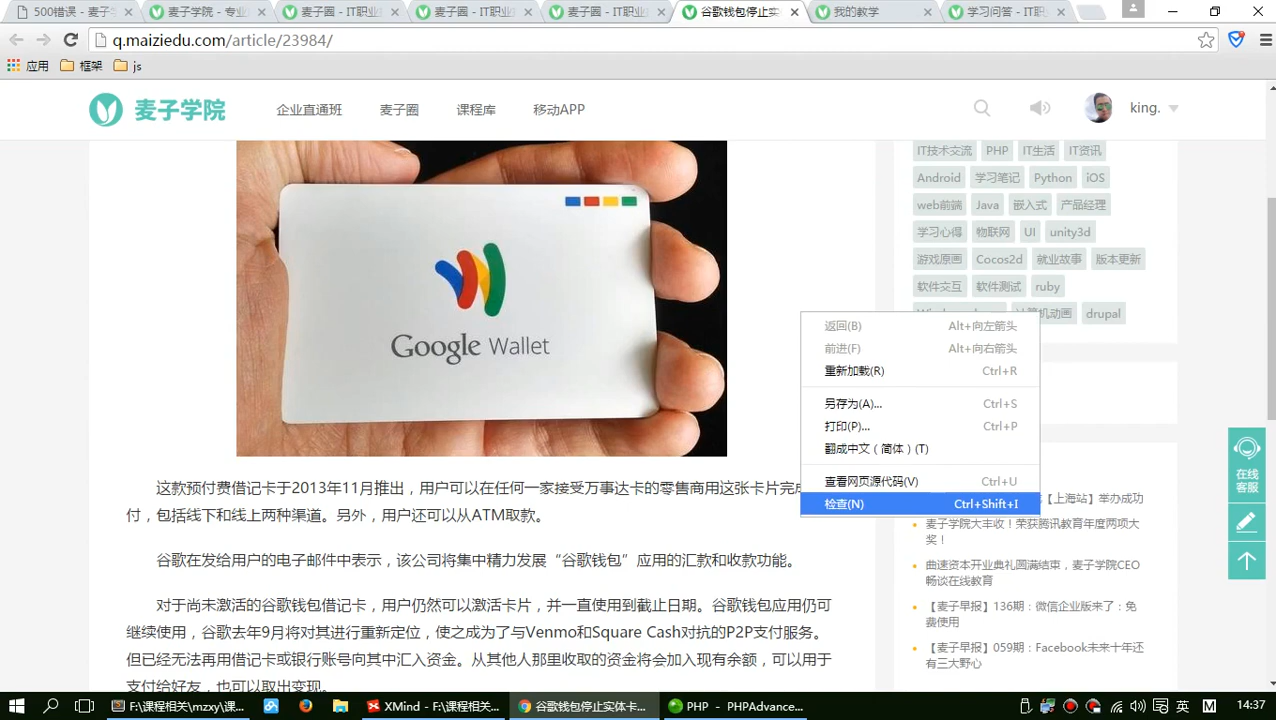 500错课 - 麦子学
麦子学院 - 专业
麦子圈 - IT职业
麦子圈 - IT职业
麦子圈 - IT职业
谷歌钱包停止实
我的教学
学习问答 - IT职
q.maiziedu.com/article/23984/
应用 框架 js
麦子学院 企业直通班 麦子圈 课程库 移动APP king.
IT技术交流 PHP IT生活 IT资讯
Android 学习笔记 Python iOS
web前端 Java 嵌入式 产品经理
学习心得 物联网 UI unity3d
游戏原画 Cocos2d 就业故事 版本更新
软件交互 软件测试 ruby
机动画 drupal
Google Wallet
返回(B) Alt+向左箭头
前进(F) Alt+向右箭头
重新加载(R) Ctrl+R
另存为(A)... Ctrl+S
打印(P)... Ctrl+P
翻成中文（简体）(T)
查看网页源代码(V) Ctrl+U
检查(N) Ctrl+Shift+I
这款预付费借记卡于2013年11月推出，用户可以在任何一家接受万事达卡的零售商用这张卡片完
付，包括线下和线上两种渠道。另外，用户还可以从ATM取款。
谷歌在发给用户的电子邮件中表示，该公司将集中精力发展“谷歌钱包”应用的汇款和收款功能。
对于尚未激活的谷歌钱包借记卡，用户仍然可以激活卡片，并一直使用到截止日期。谷歌钱包应用仍可
继续使用，谷歌去年9月将对其进行重新定位，使之成为了与Venmo和Square Cash对抗的P2P支付服务。
但已经无法再用借记卡或银行账号向其中汇入资金。从其他人那里收取的资金将会加入现有余额，可以用于
支付给好友，也可以取出变现。
【上海站】举办成功
麦子学院大丰收！荣获腾讯教育年度两项大
奖！
曲速资本开业典礼圆满结束，麦子学院CEO
畅谈在线教育
【麦子早报】136期：微信企业版来了：免
费使用
【麦子早报】059期：Facebook未来十年还
有三大野心
在线
客服
F:\课程相关\mzxy\课...
XMind - F:\课程相关...
谷歌钱包停止实体卡...
PHP - PHPAdvance...
英
M
14:37